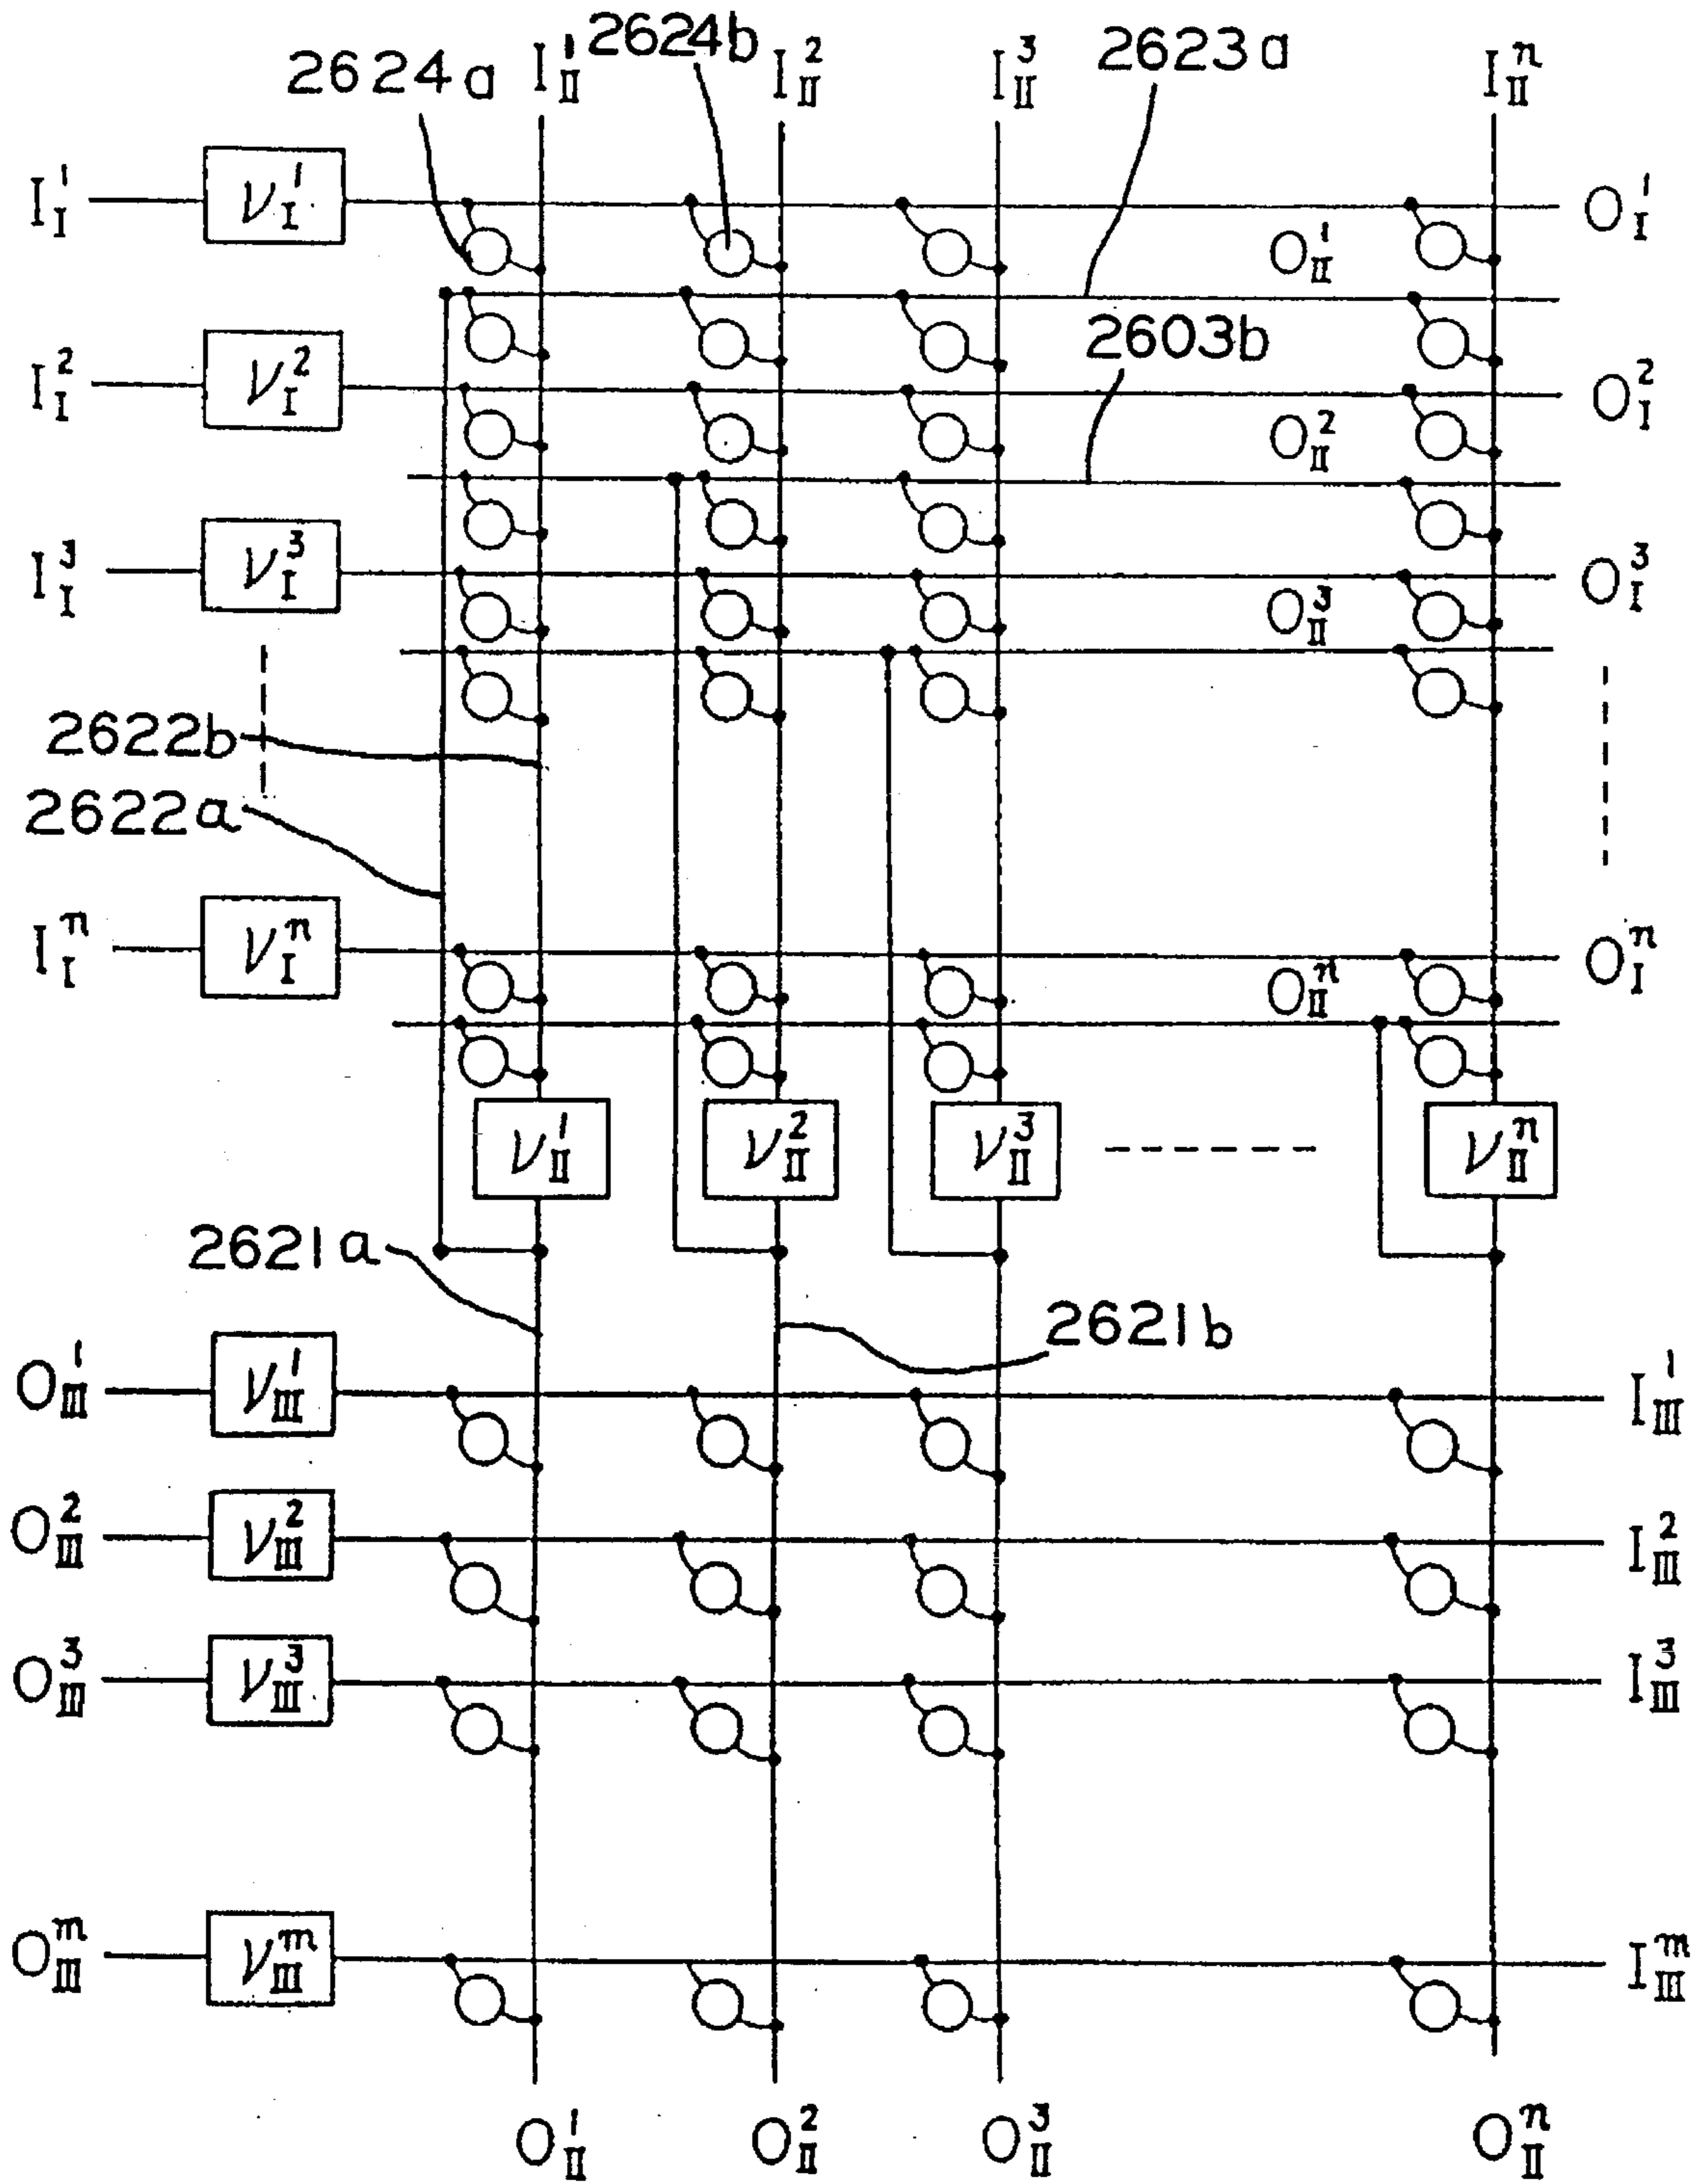 2624a I_II^1 2624b I_II^2 I_II^3 2623a I_II^n
I_I^1 ν_I^1 O_I^1
O_II^1
2603b
I_I^2 ν_I^2 O_I^2
O_II^2
I_I^3 ν_I^3 O_I^3
O_II^3
2622b
2622a
I_I^n ν_I^n O_I^n
O_II^n
ν_II^1 ν_II^2 ν_II^3 ν_II^n
2621a
2621b
O_III^1 ν_III^1 I_III^1
O_III^2 ν_III^2 I_III^2
O_III^3 ν_III^3 I_III^3
O_III^m ν_III^m I_III^m
O_II^1 O_II^2 O_II^3 O_II^n